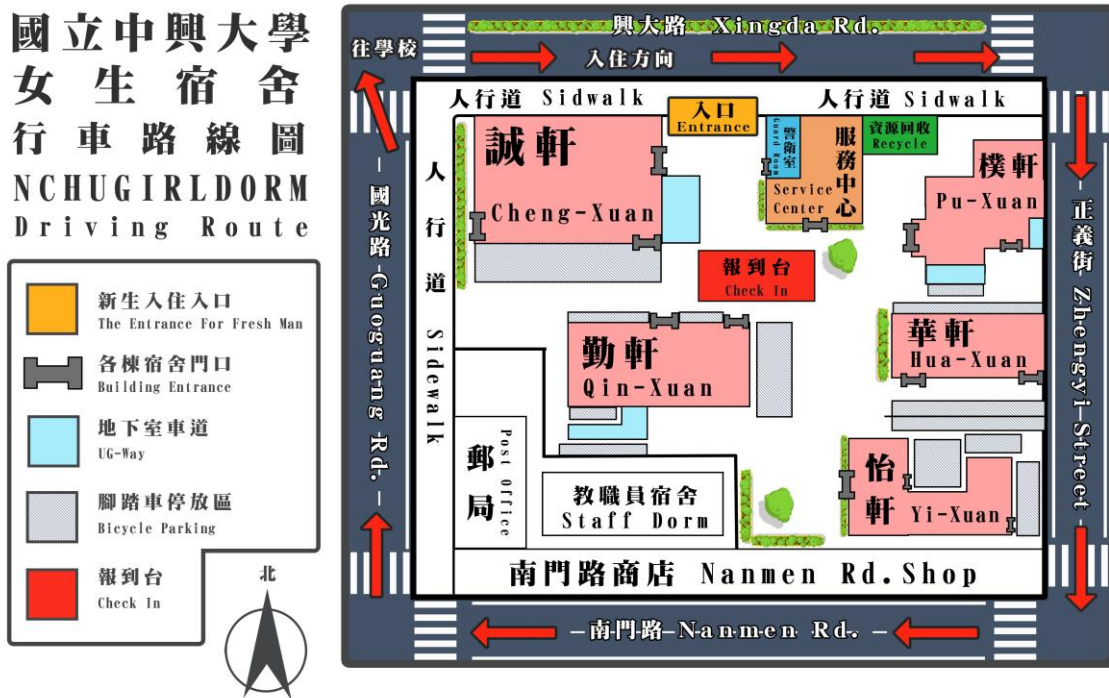 國立中興大學
女生宿舍
行車路線圖
NCHUGIRLDORM
Driving Route
新生入住入口
The Entrance For Fresh Man
各棟宿舍門口
Building Entrance
地下室車道
UG-Way
腳踏車停放區
Bicycle Parking
報到台
Check In
北
往學校
興大路 Xingda Rd.
入住方向
人行道 Sidwalk
入口
Entrance
人行道 Sidwalk
誠軒
Cheng-Xuan
警衛室
Guard Room
服務中心
Service
Center
資源回收
Recycle
樸軒
Pu-Xuan
人行道 Sidewalk
國光路 Guoguang Rd.
正義街 Zhengyi Street
報到台
Check In
勤軒
Qin-Xuan
華軒
Hua-Xuan
郵局
Post Office
教職員宿舍
Staff Dorm
怡軒
Yi-Xuan
南門路商店 Nanmen Rd.Shop
南門路 Nanmen Rd.